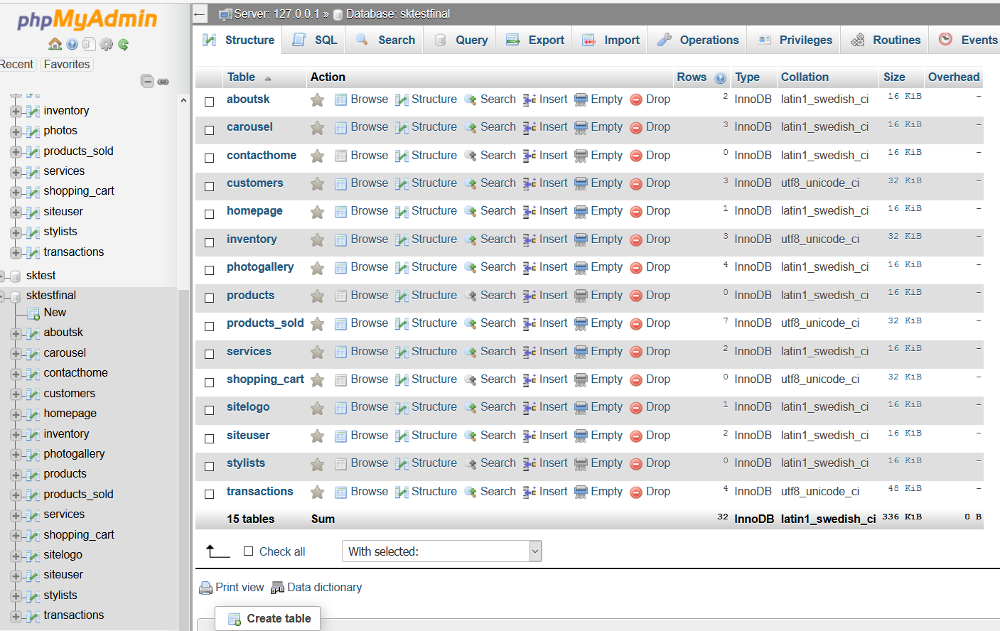 phpMyAdmin
Recent Favorites
inventory
photos
products_sold
services
shopping_cart
siteuser
stylists
transactions
sktest
sktestfinal
New
aboutsk
carousel
contacthome
customers
homepage
inventory
photogallery
products
products_sold
services
shopping_cart
sitelogo
siteuser
stylists
transactions
Server: 127.0.0.1 » Database: sktestfinal
Structure SQL Search Query Export Import Operations Privileges Routines Events
Table Action Rows Type Collation Size Overhead
aboutsk Browse Structure Search Insert Empty Drop 2 InnoDB latin1_swedish_ci 16 KiB -
carousel Browse Structure Search Insert Empty Drop 3 InnoDB latin1_swedish_ci 16 KiB -
contacthome Browse Structure Search Insert Empty Drop 0 InnoDB latin1_swedish_ci 16 KiB -
customers Browse Structure Search Insert Empty Drop 3 InnoDB utf8_unicode_ci 32 KiB -
homepage Browse Structure Search Insert Empty Drop 1 InnoDB latin1_swedish_ci 16 KiB -
inventory Browse Structure Search Insert Empty Drop 3 InnoDB utf8_unicode_ci 32 KiB -
photogallery Browse Structure Search Insert Empty Drop 4 InnoDB latin1_swedish_ci 16 KiB -
products Browse Structure Search Insert Empty Drop 0 InnoDB latin1_swedish_ci 16 KiB -
products_sold Browse Structure Search Insert Empty Drop 7 InnoDB utf8_unicode_ci 32 KiB -
services Browse Structure Search Insert Empty Drop 2 InnoDB latin1_swedish_ci 16 KiB -
shopping_cart Browse Structure Search Insert Empty Drop 0 InnoDB utf8_unicode_ci 32 KiB -
sitelogo Browse Structure Search Insert Empty Drop 1 InnoDB latin1_swedish_ci 16 KiB -
siteuser Browse Structure Search Insert Empty Drop 2 InnoDB latin1_swedish_ci 16 KiB -
stylists Browse Structure Search Insert Empty Drop 0 InnoDB latin1_swedish_ci 16 KiB -
transactions Browse Structure Search Insert Empty Drop 4 InnoDB utf8_unicode_ci 48 KiB -
15 tables Sum 32 InnoDB latin1_swedish_ci 336 KiB 0 B
Check all With selected:
Print view Data dictionary
Create table